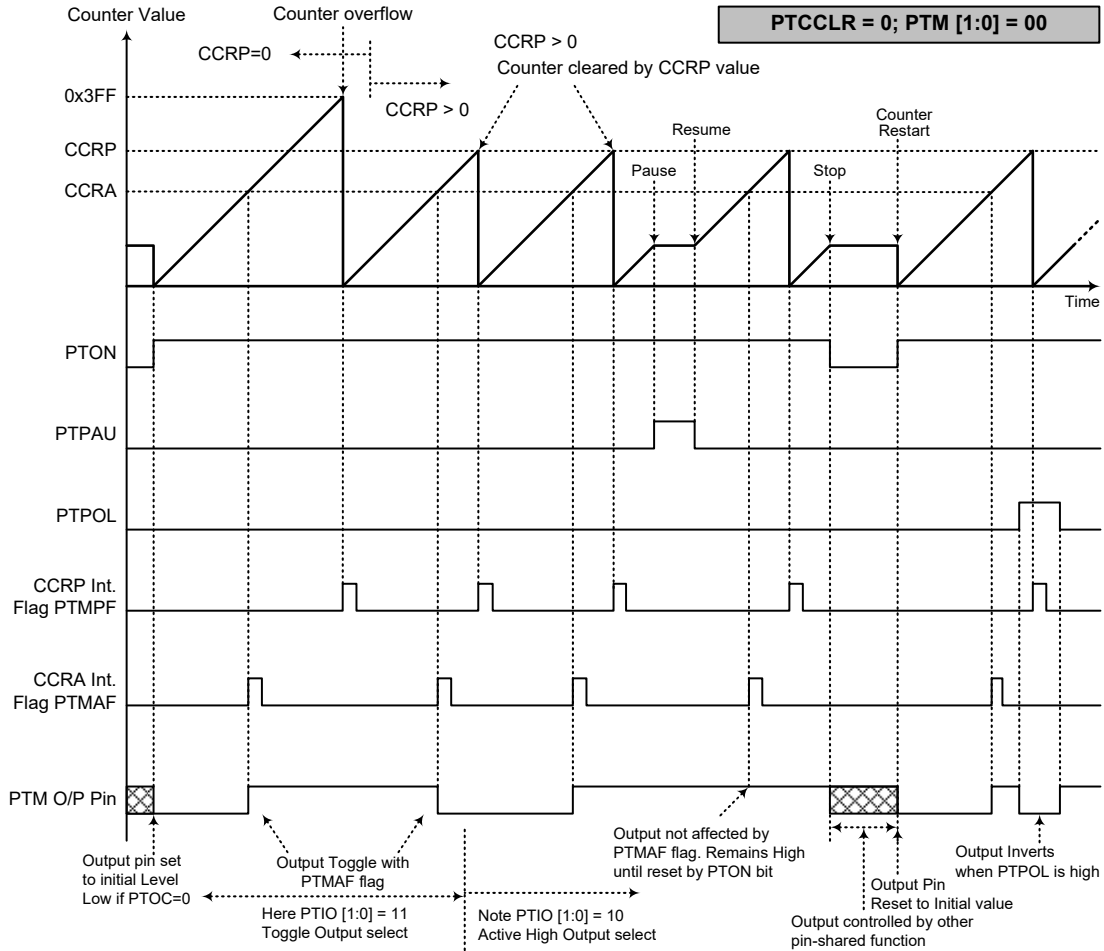 Counter Value
Counter overflow
PTCCLR = 0; PTM [1:0] = 00
CCRP=0
CCRP > 0
CCRP > 0
Counter cleared by CCRP value
0x3FF
CCRP
CCRA
Pause
Resume
Stop
Counter
Restart
Time
PTON
PTPAU
PTPOL
CCRP Int.
Flag PTMPF
CCRA Int.
Flag PTMAF
PTM O/P Pin
Output pin set
to initial Level
Low if PTOC=0
Output Toggle with
PTMAF flag
Here PTIO [1:0] = 11
Toggle Output select
Note PTIO [1:0] = 10
Active High Output select
Output not affected by
PTMAF flag. Remains High
until reset by PTON bit
Output Pin
Reset to Initial value
Output controlled by other
pin-shared function
Output Inverts
when PTPOL is high